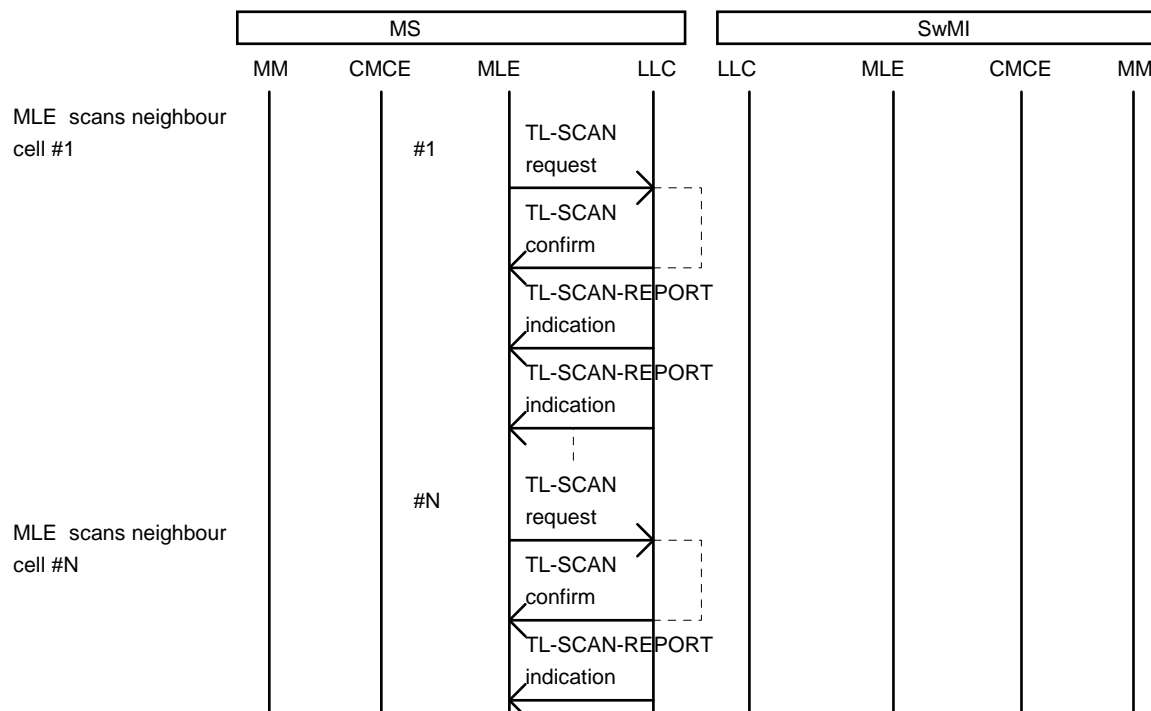 MS SwMI
MM CMCE MLE LLC LLC MLE CMCE MM
MLE scans neighbour
cell #1
#1
TL-SCAN
request
TL-SCAN
confirm
TL-SCAN-REPORT
indication
TL-SCAN-REPORT
indication
MLE scans neighbour
cell #N
#N
TL-SCAN
request
TL-SCAN
confirm
TL-SCAN-REPORT
indication